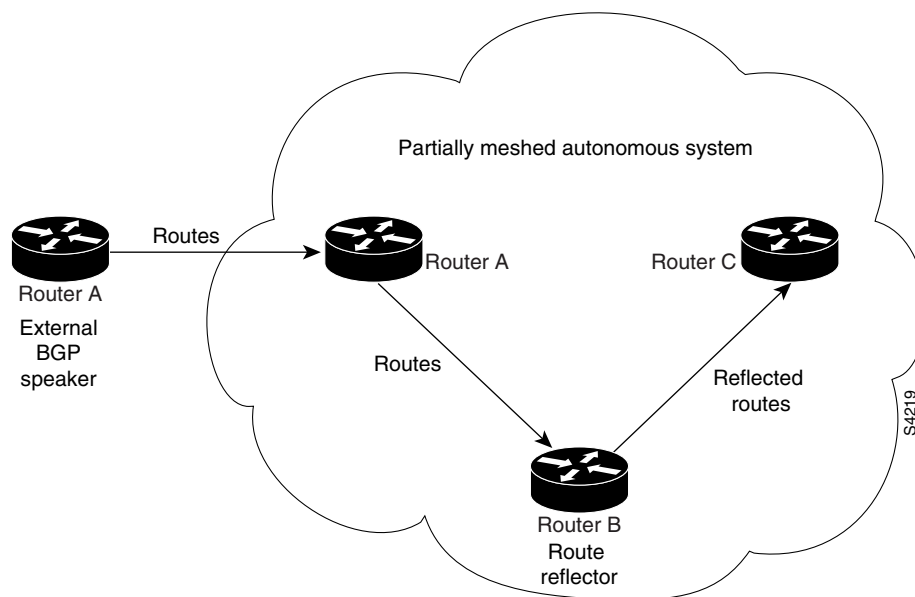 Partially meshed autonomous system
Routes
Router A
Router C
Router A
External
BGP
speaker
Routes
Reflected
routes
Router B
Route
reflector
S4219